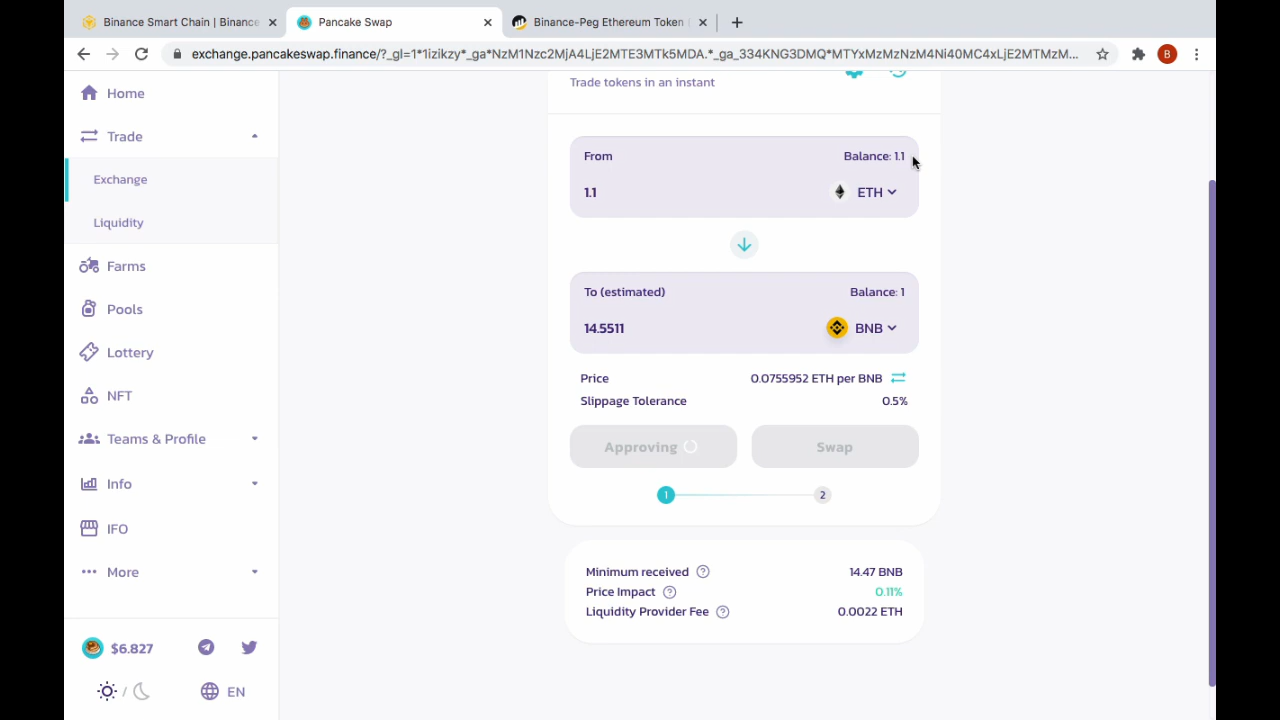 Binance Smart Chain | Binance
Pancake Swap
Binance-Peg Ethereum Token
exchange.pancakeswap.finance/?_gl=1*1izikzy*_ga*NzM1Nzc2MjA4LjE2MTE3MTk5MDA.*_ga_334KNG3DMQ*MTYxMzMzNzM4Ni40MC4xLjE2MTMzM...
B
Home
Trade
Exchange
Liquidity
Farms
Pools
Lottery
NFT
Teams & Profile
Info
IFO
More
$6.827
EN
Trade tokens in an instant
From
Balance: 1.1
1.1
ETH
To (estimated)
Balance: 1
14.5511
BNB
Price
0.0755952 ETH per BNB
Slippage Tolerance
0.5%
Approving
Swap
1
2
Minimum received ?
14.47 BNB
Price Impact ?
0.11%
Liquidity Provider Fee ?
0.0022 ETH